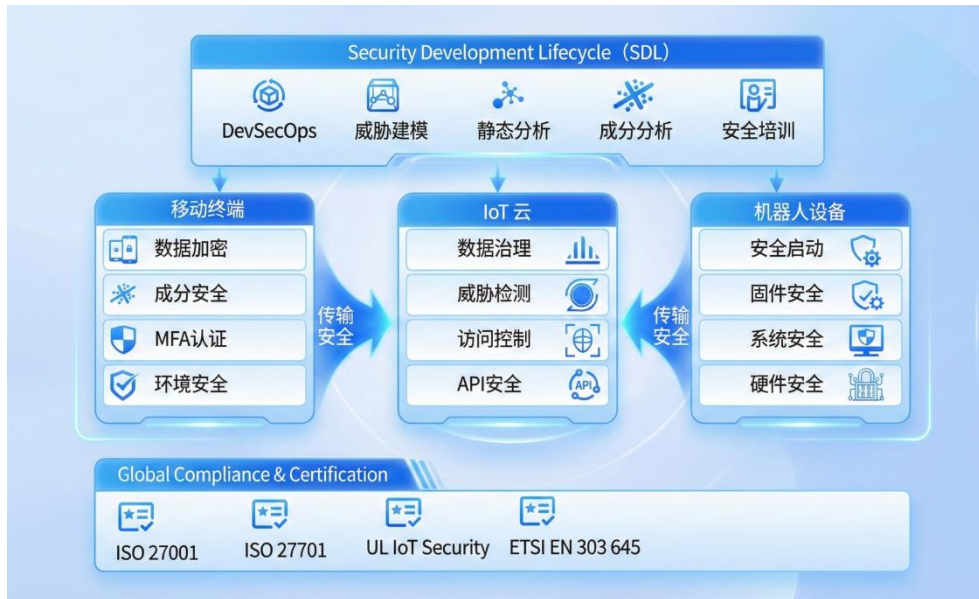 Security Development Lifecycle（SDL）
DevSecOps
威胁建模
静态分析
成分分析
安全培训
移动终端
数据加密
成分安全
MFA认证
环境安全
传输
安全
IoT 云
数据治理
威胁检测
访问控制
API安全
API
传输
安全
机器人设备
安全启动
固件安全
系统安全
硬件安全
Global Compliance & Certification
ISO 27001
ISO 27701
UL IoT Security
ETSI EN 303 645